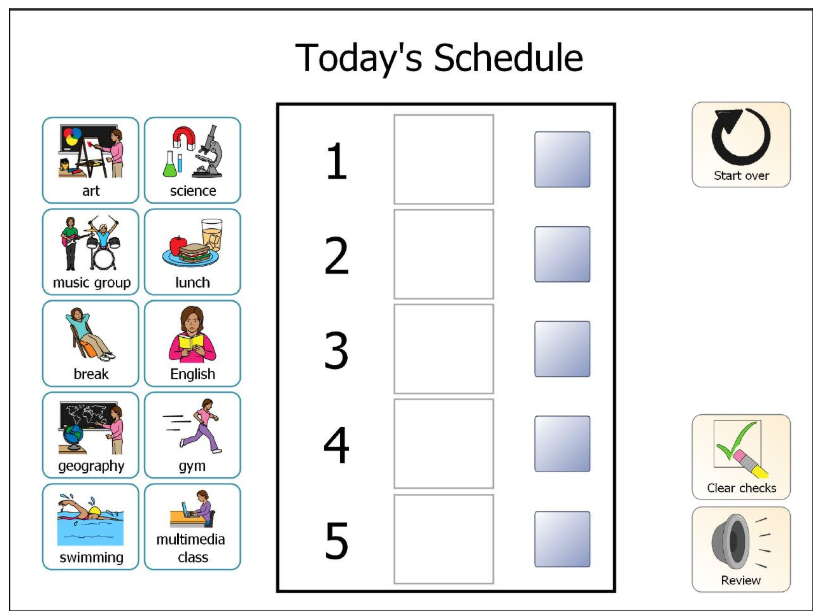 Today's Schedule
art
science
music group
lunch
break
English
geography
gym
swimming
multimedia
class
1
2
3
4
5
Start over
Clear checks
Review